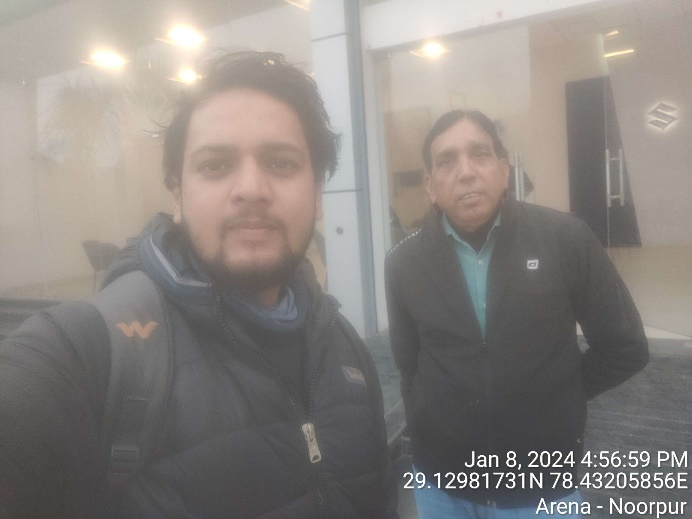 Jan 8, 2024 4:56:59 PM
29.12981731N 78.43205856E
Arena - Noorpur